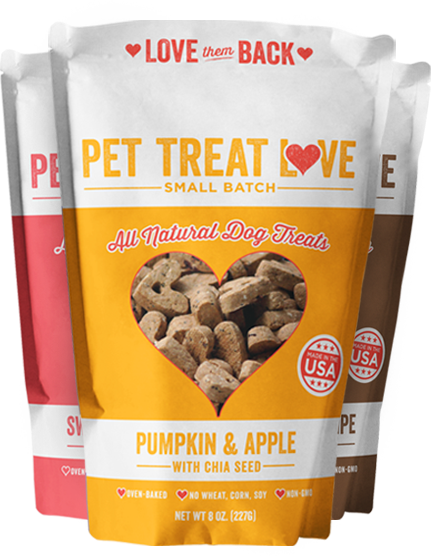 LOVE them BACK
PET TREAT LOVE
SMALL BATCH
All Natural Dog Treats
MADE IN THE
USA
PUMPKIN & APPLE
WITH CHIA SEED
OVEN-BAKED NO WHEAT, CORN, SOY NON-GMO
NET WT 8 OZ. (227G)
PE
SW
OVEN
E
MADE IN THE
USA
IPE
NON-GMO